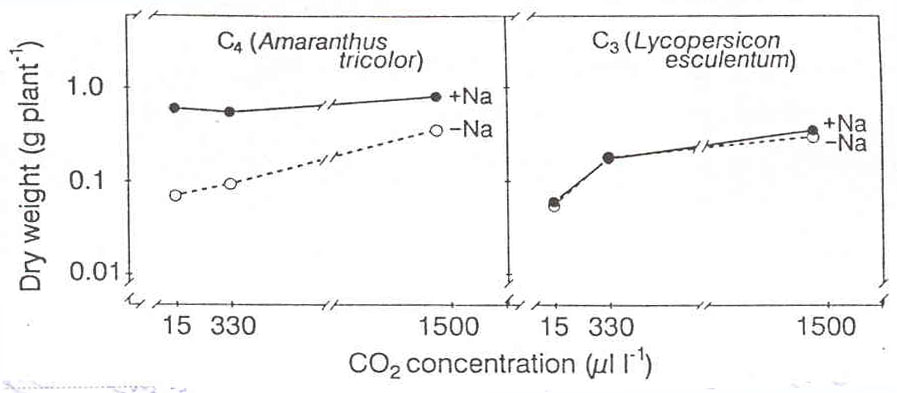 C4 (Amaranthus
tricolor)
C3 (Lycopersicon
esculentum)
Dry weight (g plant-1)
1.0
0.1
0.01
+Na
−Na
+Na
−Na
15 330 1500
15 330 1500
CO2 concentration (μl l-1)